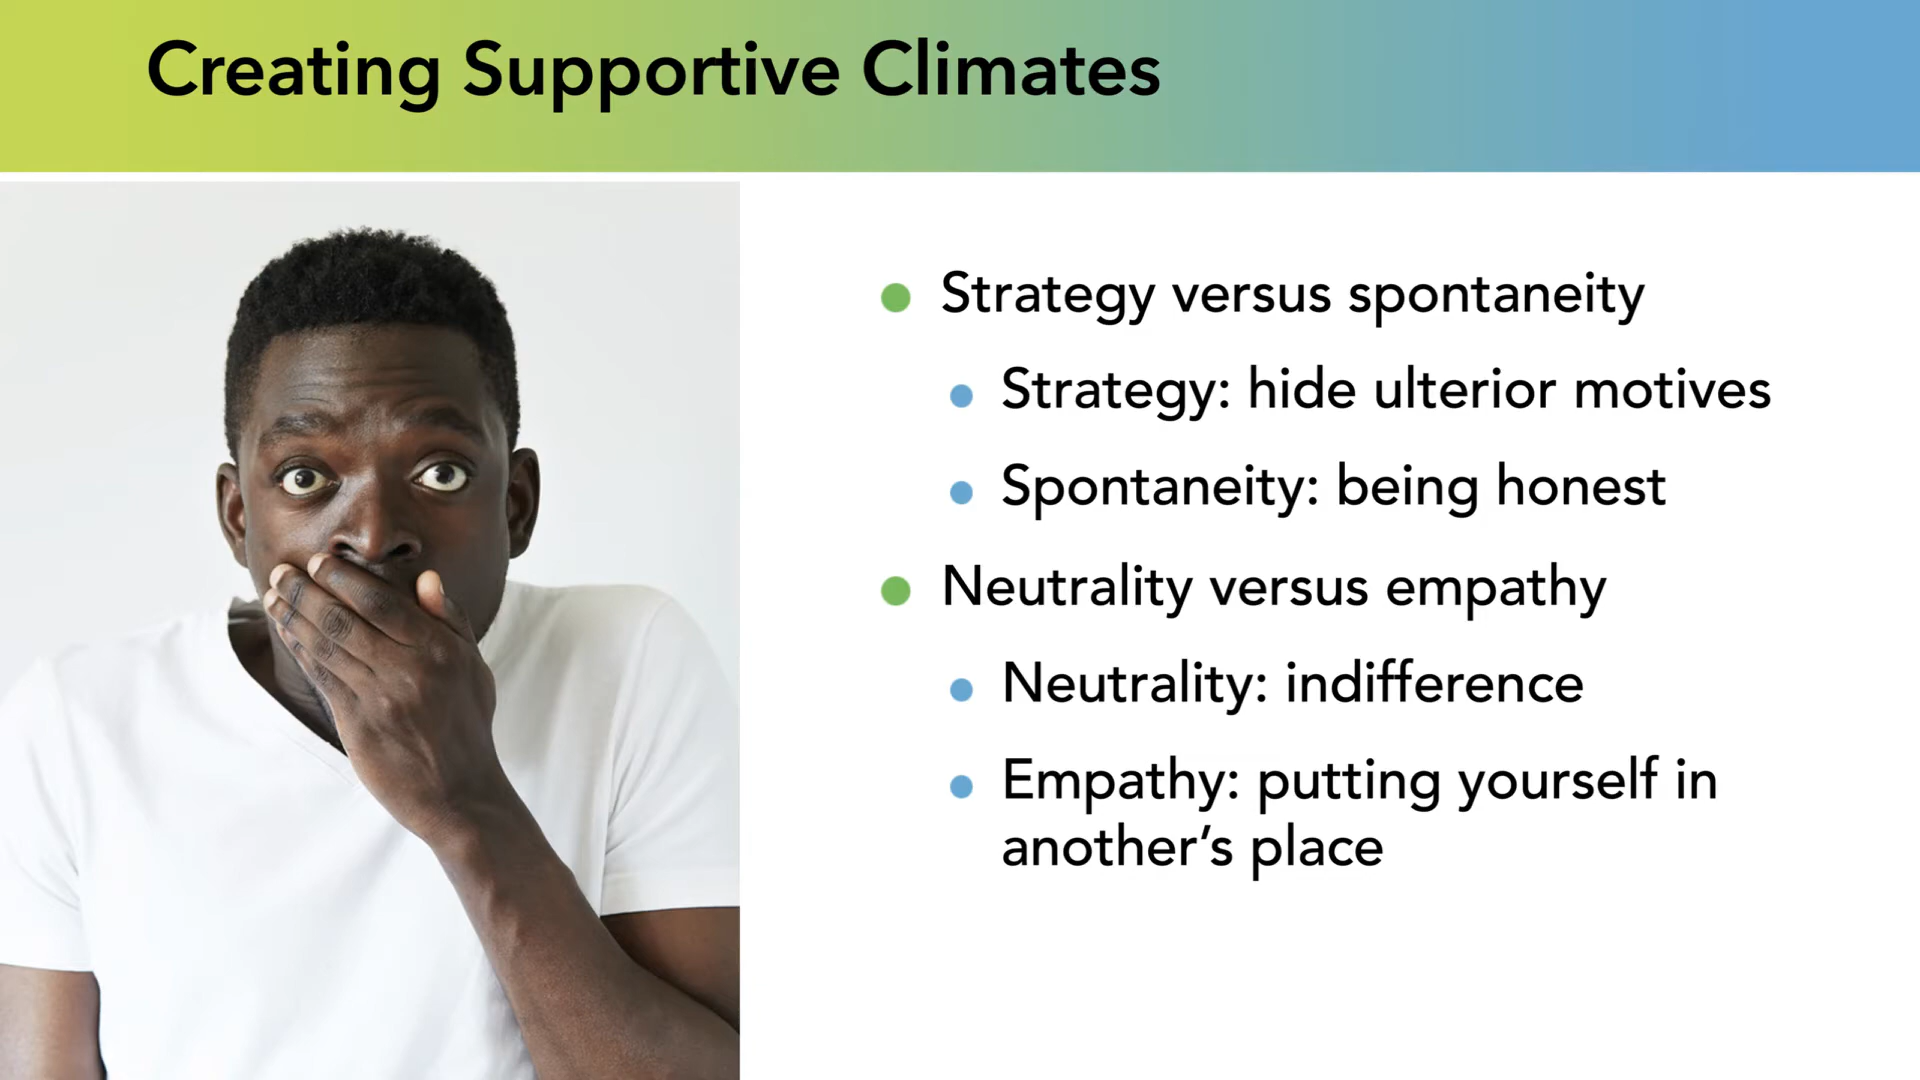 Creating Supportive Climates
Strategy versus spontaneity
Strategy: hide ulterior motives
Spontaneity: being honest
Neutrality versus empathy
Neutrality: indifference
Empathy: putting yourself in
another’s place